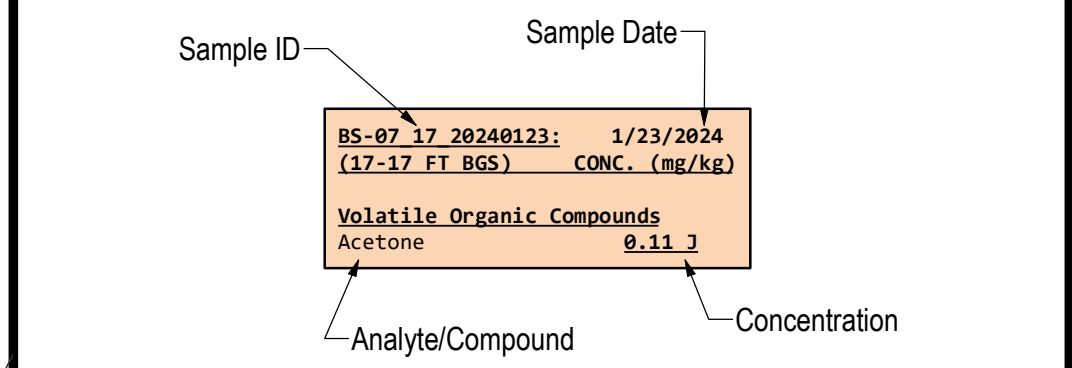 Sample ID
Sample Date
BS-07_17_20240123: 1/23/2024
(17-17 FT BGS) CONC. (mg/kg)
Volatile Organic Compounds
Acetone 0.11 J
Concentration
Analyte/Compound